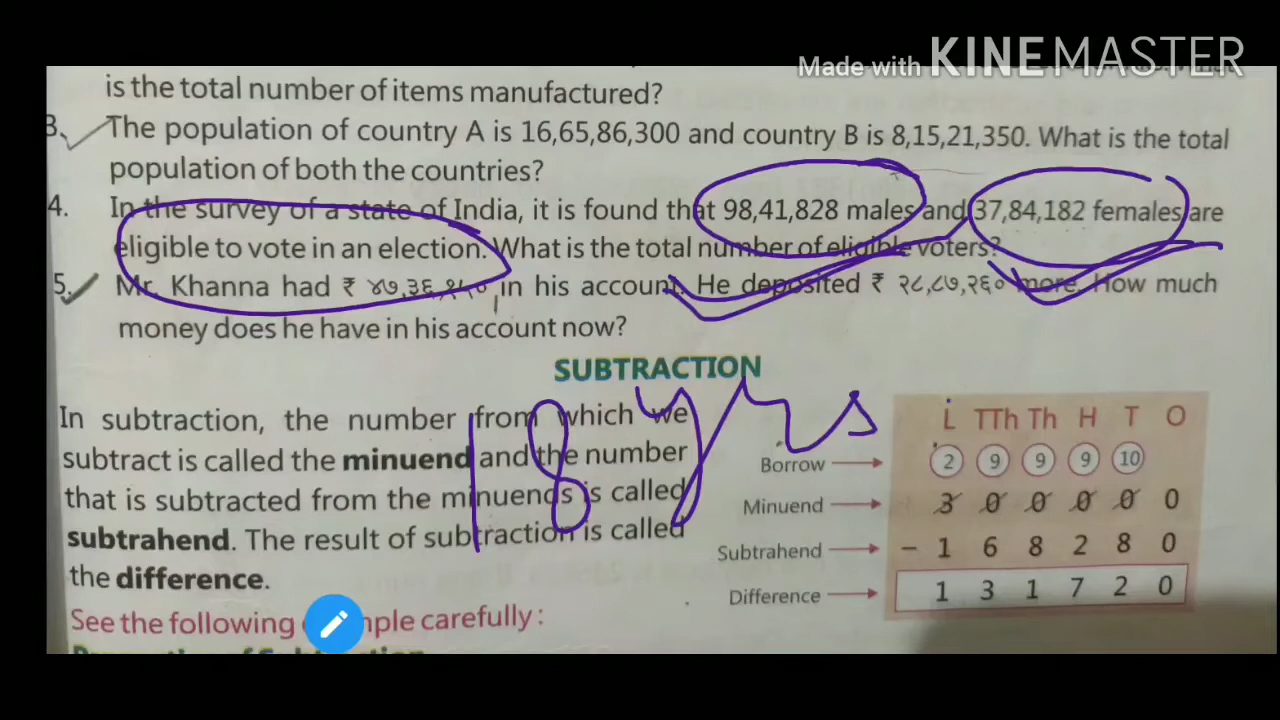 Made with KINEMASTER
is the total number of items manufactured?
3. The population of country A is 16,65,86,300 and country B is 8,15,21,350. What is the total
population of both the countries?
4. In the survey of a state of India, it is found that 98,41,828 males and 37,84,182 females are
eligible to vote in an election. What is the total number of eligible voters?
5. Mr. Khanna had ₹ in his account. He deposited ₹ २८,८७,२६० more. How much
money does he have in his account now?
SUBTRACTION
18 yrs
In subtraction, the number from which we
subtract is called the minuend and the number
that is subtracted from the minuends is called
subtrahend. The result of subtraction is called
the difference.
See the following carefully :
L TTh Th H T O
Borrow 2 9 9 9 10
Minuend 3 0 0 0 0 0
Subtrahend – 1 6 8 2 8 0
Difference 1 3 1 7 2 0